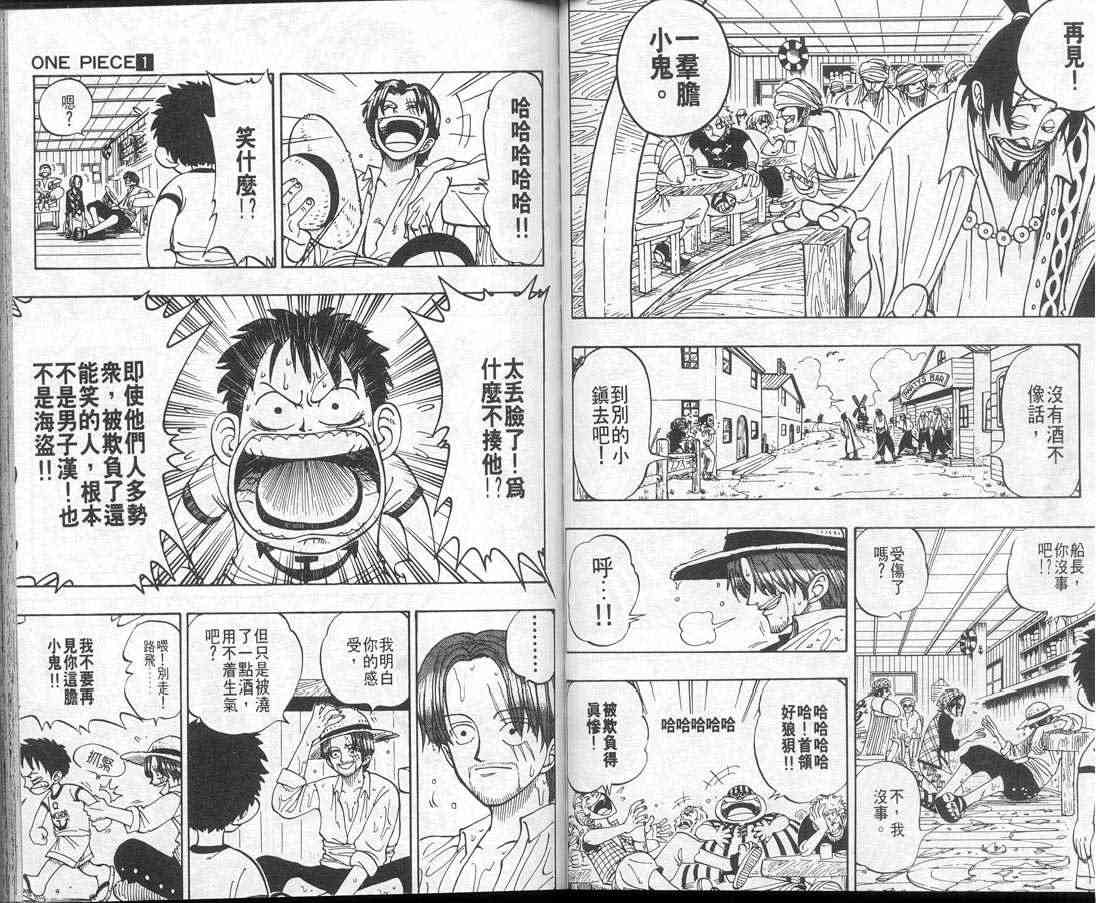 再見!
一羣膽
小鬼。
沒有酒不
像話,
PARTYS BAR
到別的小
鎮去吧!
船長,
你沒事
吧!?
受傷了
嗎?
不,我
沒事。
呼…!!
哈哈哈哈
哈!首領
好狼狽!!
哈哈哈哈哈
被欺負得
眞慘!
ONE PIECE 1
哈哈哈哈哈!!
笑什麼!?
嗯?
太丟臉了!爲
什麼不揍他!?
即使他們人多勢
衆,被欺負了還
能笑的人,根本
不是男子漢!也
不是海盜!!
………
我明白
你的感
受,
但只是被澆
了一點酒,
用不着生氣
吧?
喂!別走!
路飛……
抓緊
我不要再
見你這膽
小鬼!!